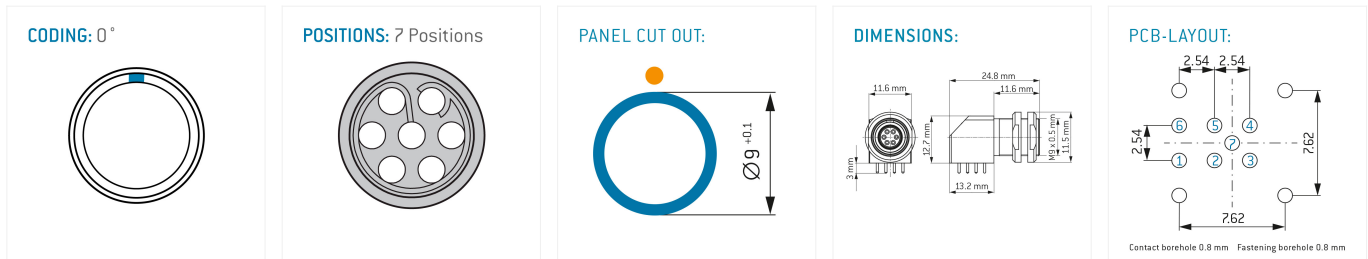 CODING: 0°
POSITIONS: 7 Positions
PANEL CUT OUT:
Ø 9 +0.1
DIMENSIONS:
24.8 mm
11.6 mm
11.6 mm
12.7 mm
3 mm
M9 x 0.5 mm
11.5 mm
13.2 mm
PCB-LAYOUT:
2.54 2.54
6 5 4
7
1 2 3
2.54
7.62
7.62
Contact borehole 0.8 mm Fastening borehole 0.8 mm